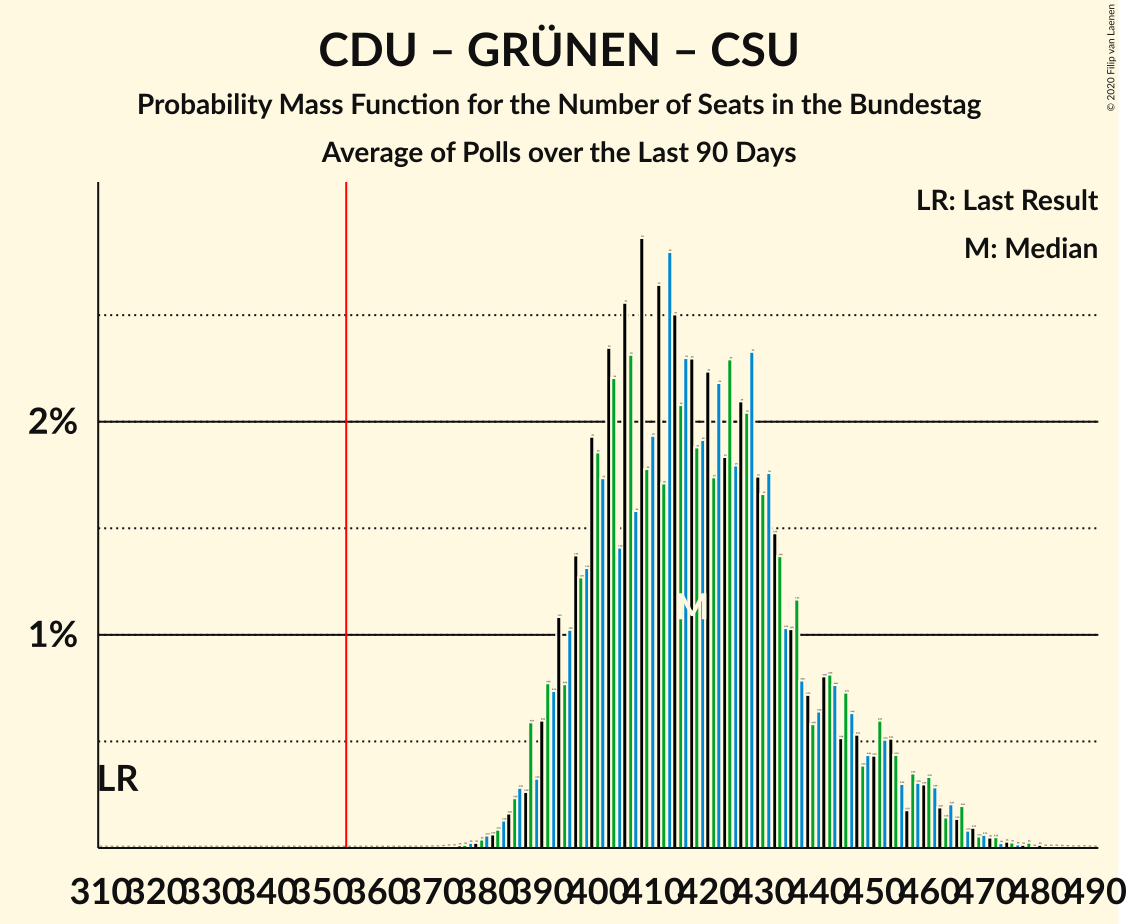 CDU – GRÜNEN – CSU
Probability Mass Function for the Number of Seats in the Bundestag
Average of Polls over the Last 90 Days
© 2020 Filip van Laenen
LR: Last Result
M: Median
2%
1%
M
LR
310 320 330 340 350 360 370 380 390 400 410 420 430 440 450 460 470 480 490